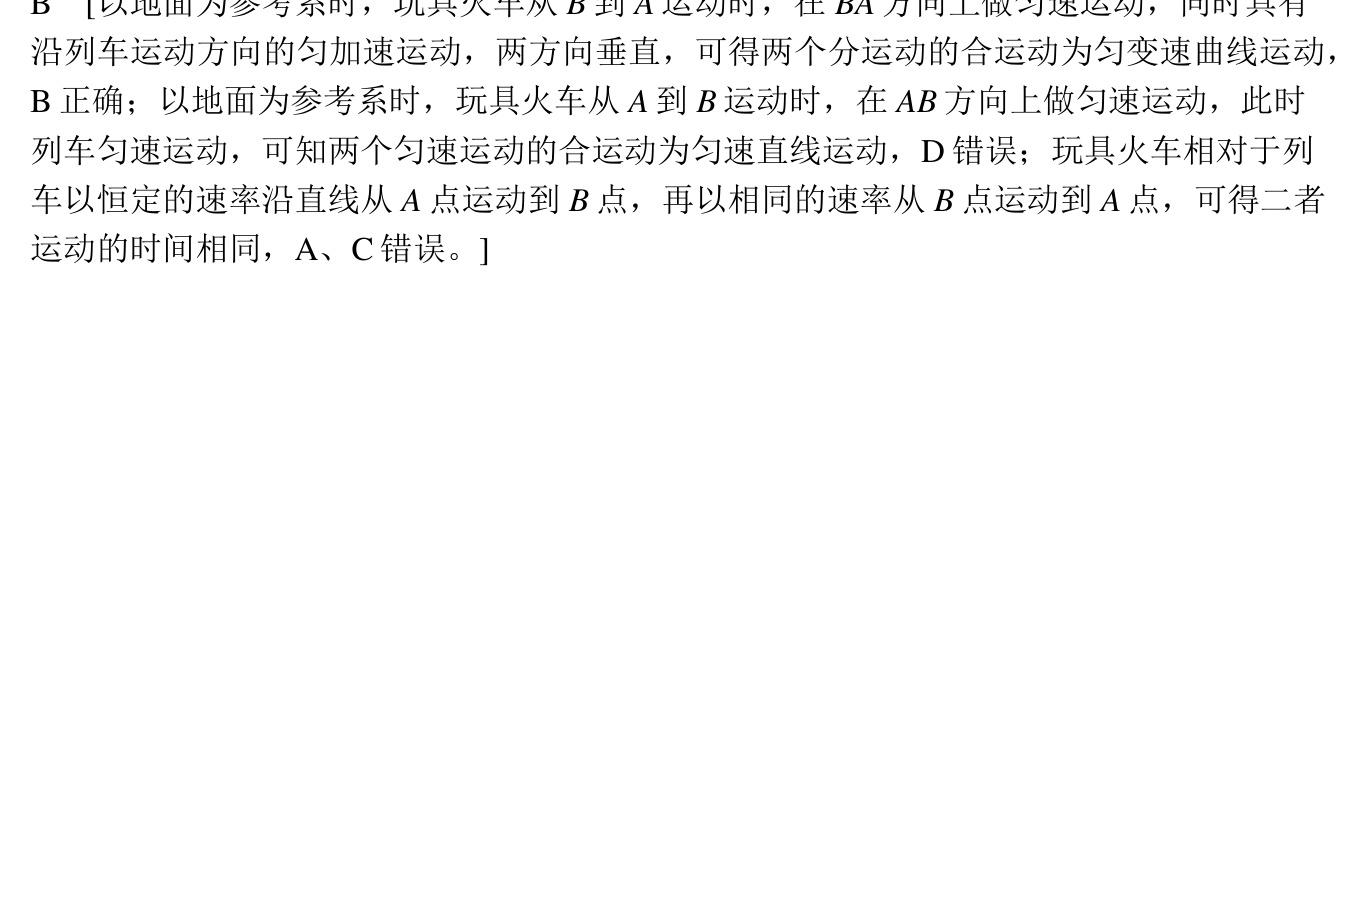 B [以地面为参考系时，玩具火车从 B 到 A 运动时，在 BA 方向上做匀速运动，同时具有
沿列车运动方向的匀加速运动，两方向垂直，可得两个分运动的合运动为匀变速曲线运动，
B 正确；以地面为参考系时，玩具火车从 A 到 B 运动时，在 AB 方向上做匀速运动，此时
列车匀速运动，可知两个匀速运动的合运动为匀速直线运动，D 错误；玩具火车相对于列
车以恒定的速率沿直线从 A 点运动到 B 点，再以相同的速率从 B 点运动到 A 点，可得二者
运动的时间相同，A、C 错误。]